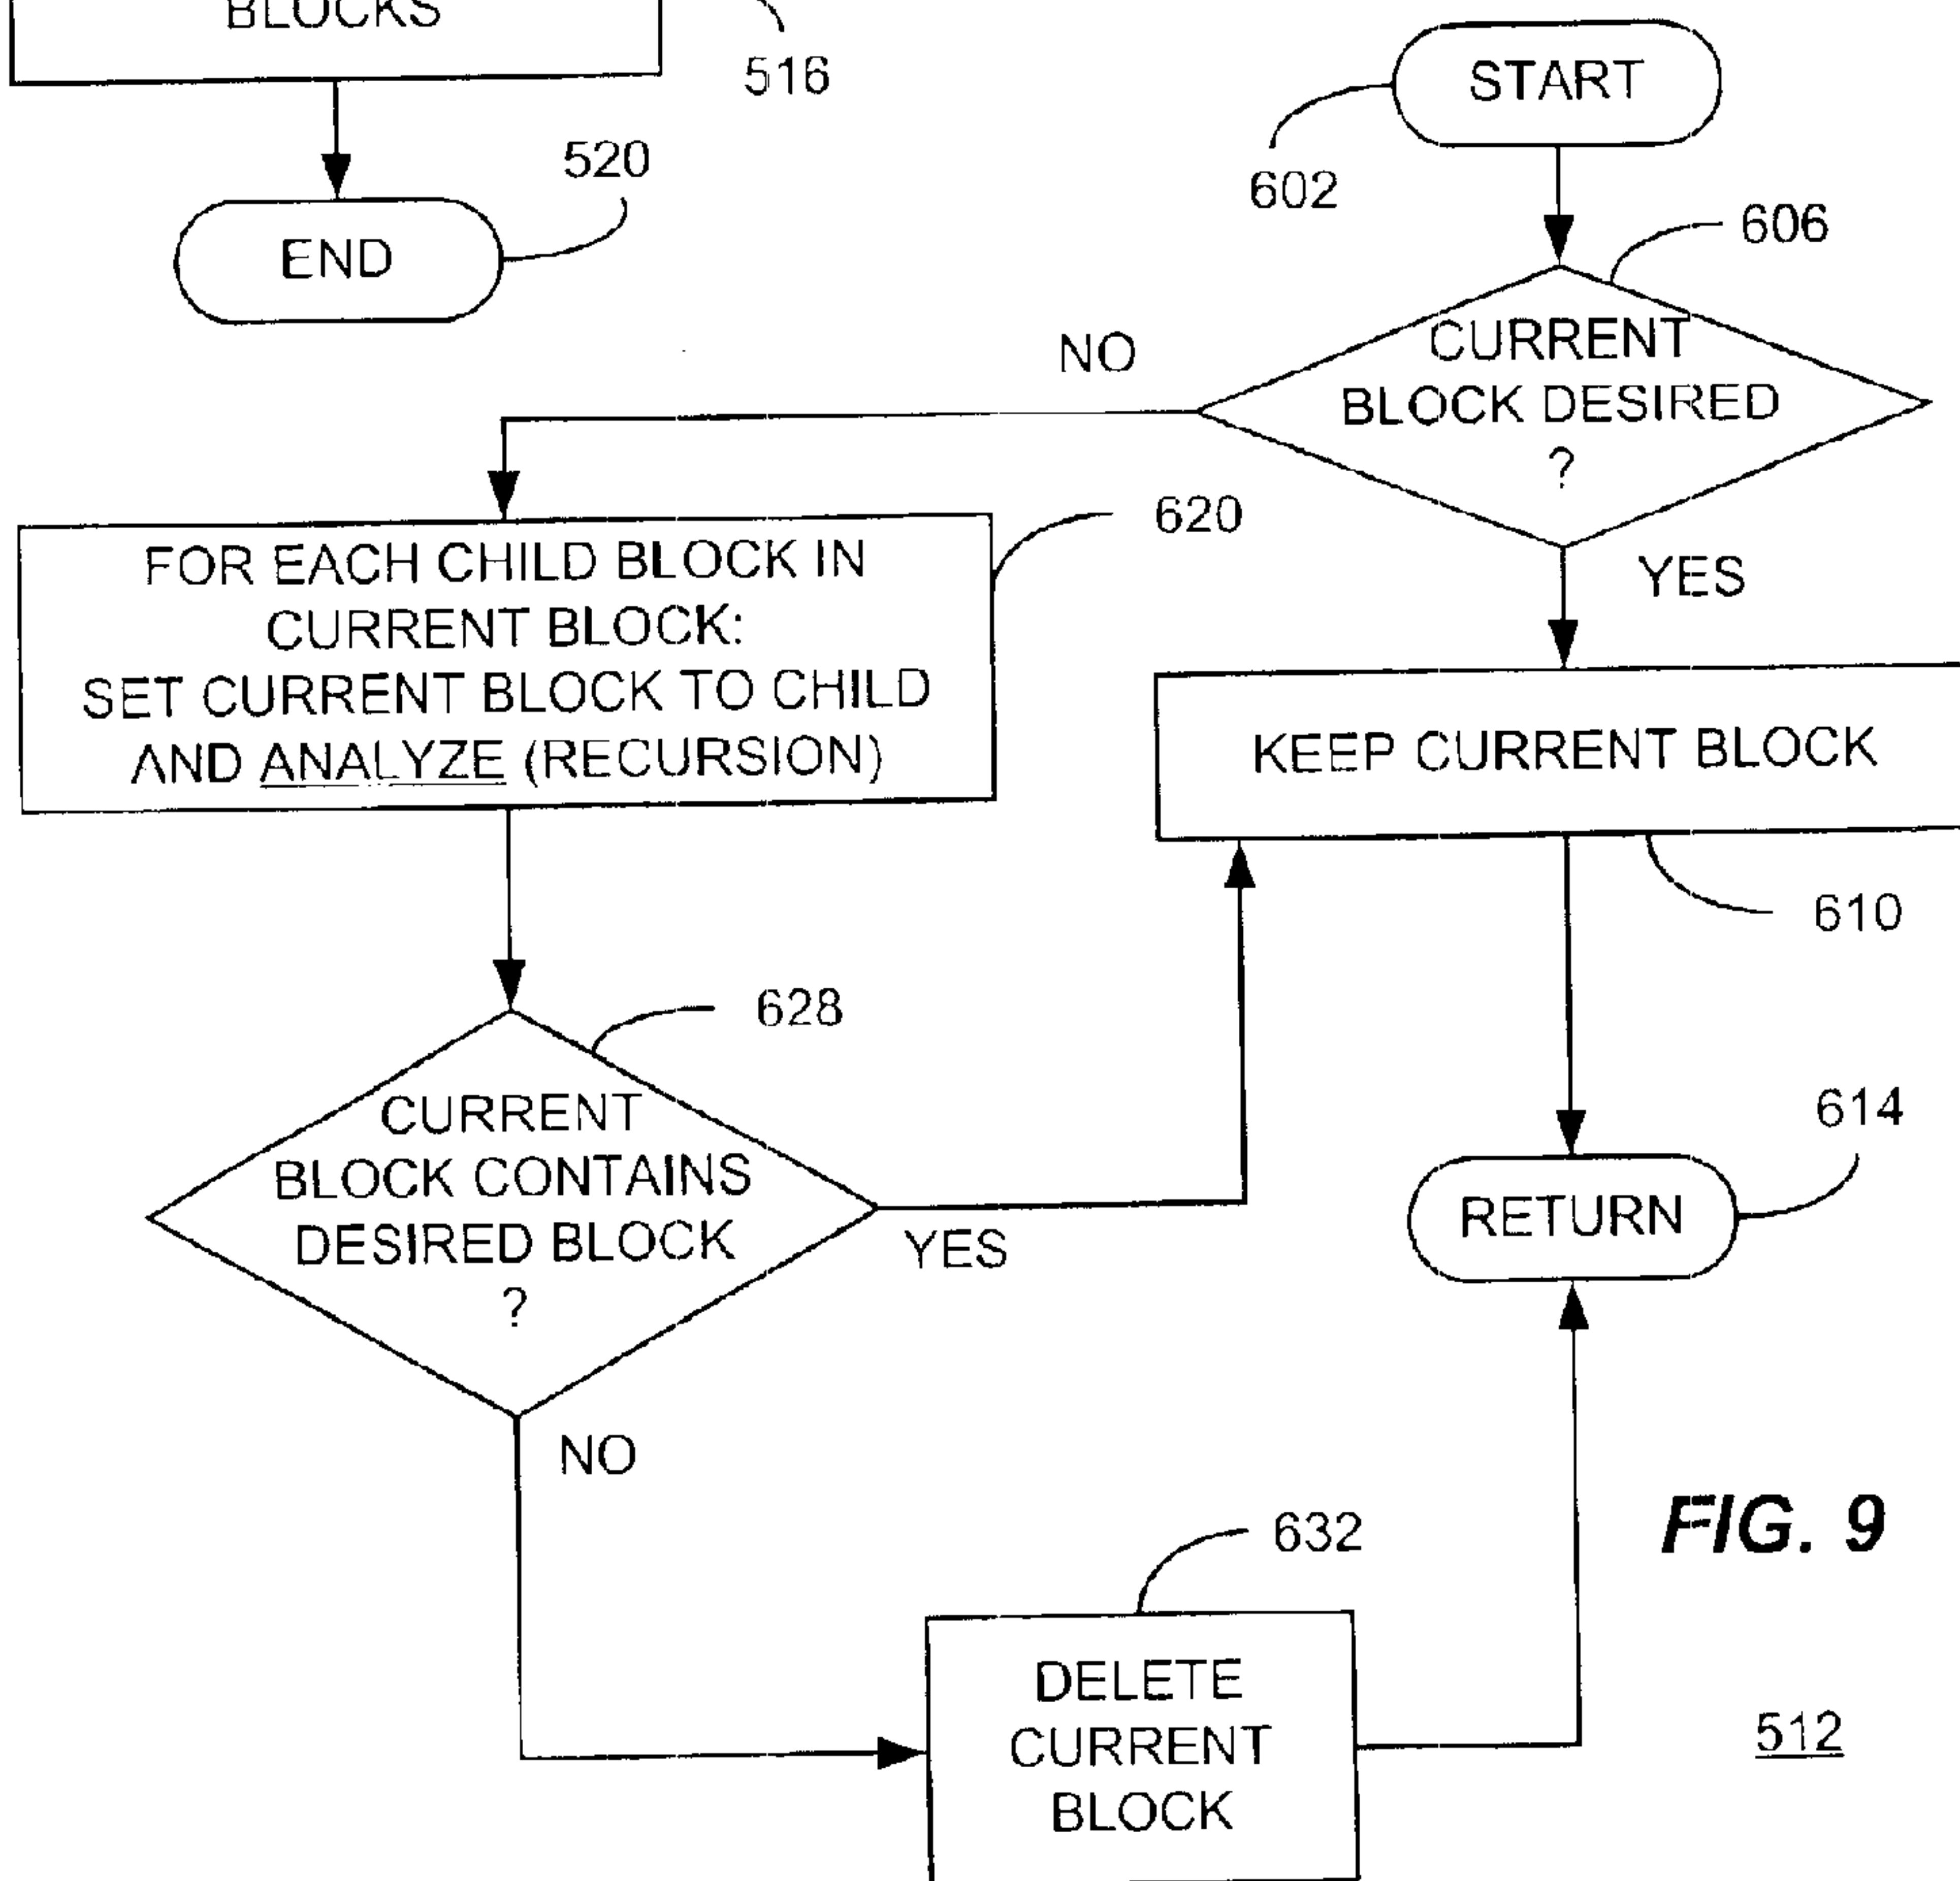 BLOCKS
516
520
END
START
602
606
CURRENT
BLOCK DESIRED
?
NO
YES
620
FOR EACH CHILD BLOCK IN
CURRENT BLOCK:
SET CURRENT BLOCK TO CHILD
AND ANALYZE (RECURSION)
KEEP CURRENT BLOCK
610
628
CURRENT
BLOCK CONTAINS
DESIRED BLOCK
?
YES
NO
614
RETURN
632
DELETE
CURRENT
BLOCK
FIG. 9
512